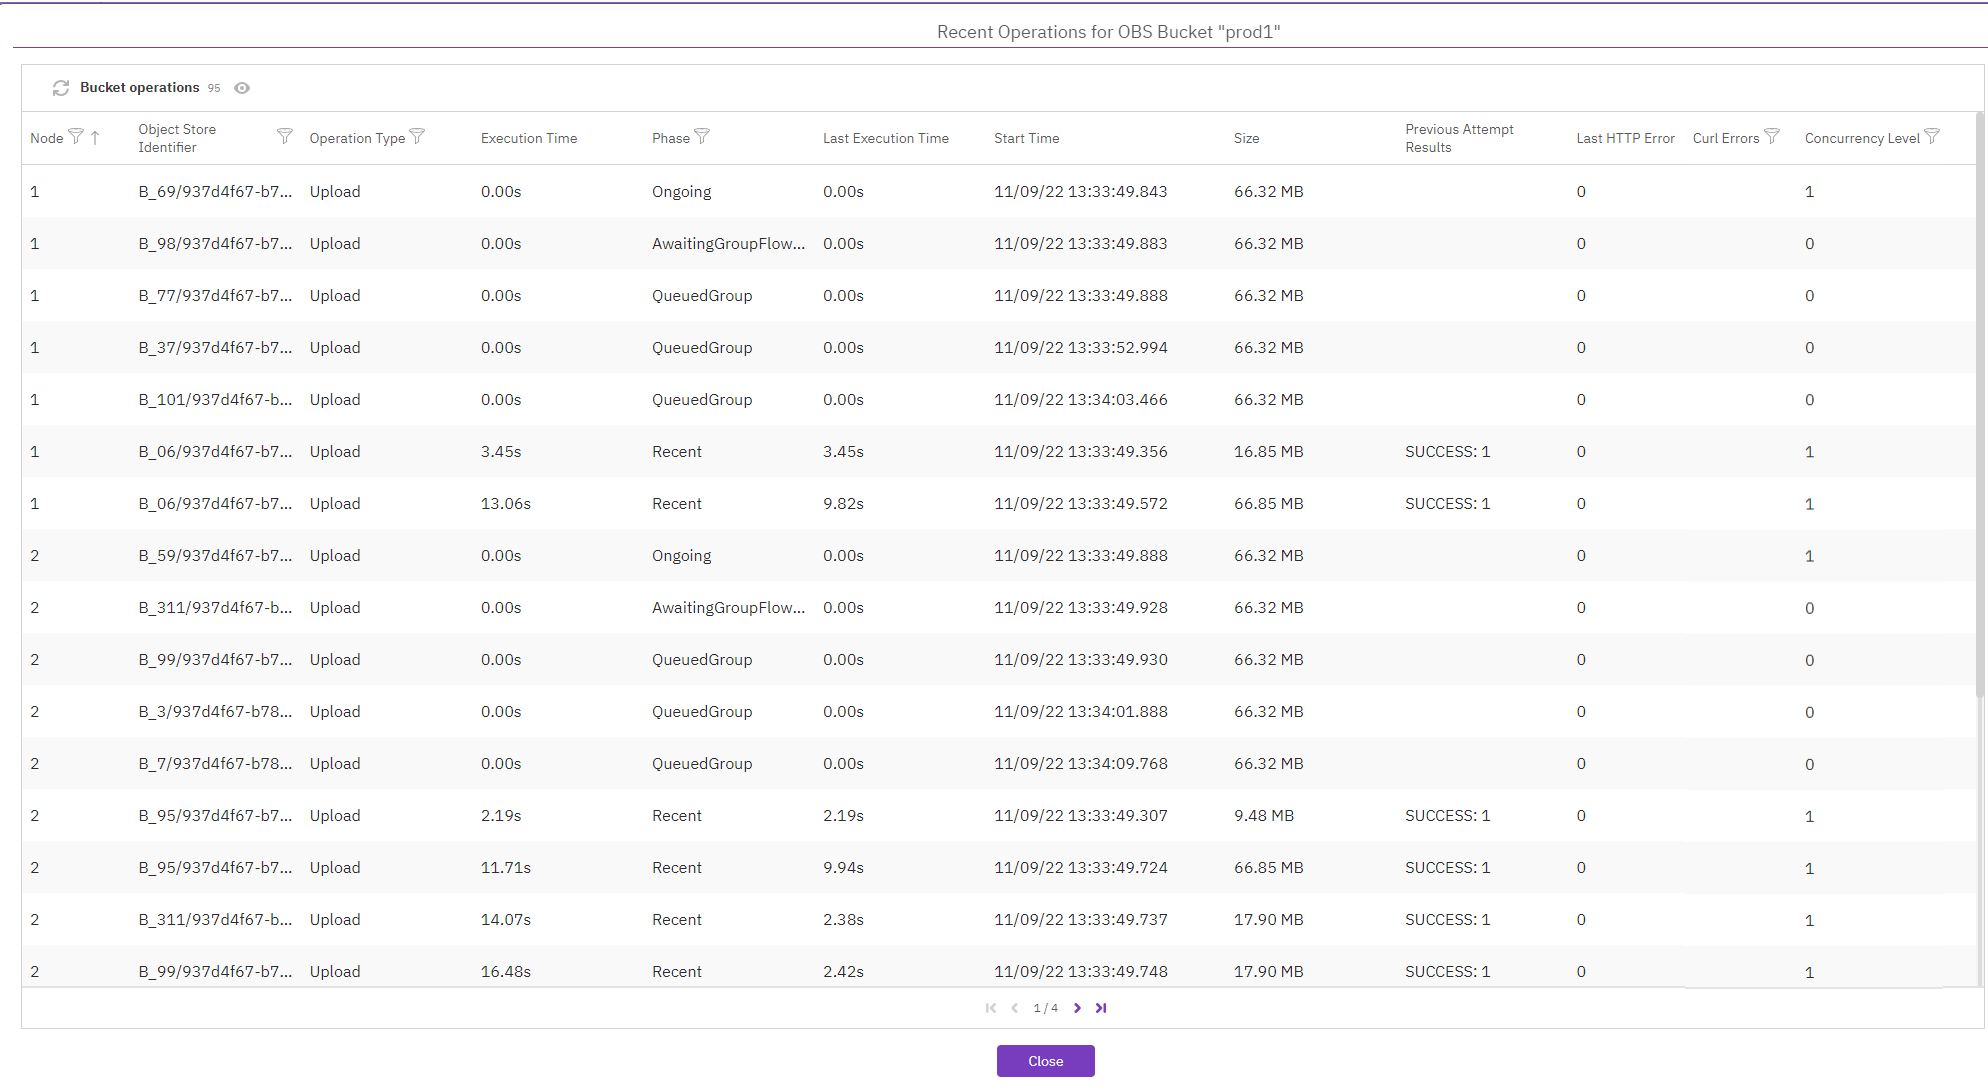 Recent Operations for OBS Bucket "prod1"
Bucket operations 95
Node Object Store Identifier Operation Type Execution Time Phase Last Execution Time Start Time Size Previous Attempt Results Last HTTP Error Curl Errors Concurrency Level
1 B_69/937d4f67-b7... Upload 0.00s Ongoing 0.00s 11/09/22 13:33:49.843 66.32 MB 0 1
1 B_98/937d4f67-b7... Upload 0.00s AwaitingGroupFlow... 0.00s 11/09/22 13:33:49.883 66.32 MB 0 0
1 B_77/937d4f67-b7... Upload 0.00s QueuedGroup 0.00s 11/09/22 13:33:49.888 66.32 MB 0 0
1 B_37/937d4f67-b7... Upload 0.00s QueuedGroup 0.00s 11/09/22 13:33:52.994 66.32 MB 0 0
1 B_101/937d4f67-b... Upload 0.00s QueuedGroup 0.00s 11/09/22 13:34:03.466 66.32 MB 0 0
1 B_06/937d4f67-b7... Upload 3.45s Recent 3.45s 11/09/22 13:33:49.356 16.85 MB SUCCESS: 1 0 1
1 B_06/937d4f67-b7... Upload 13.06s Recent 9.82s 11/09/22 13:33:49.572 66.85 MB SUCCESS: 1 0 1
2 B_59/937d4f67-b7... Upload 0.00s Ongoing 0.00s 11/09/22 13:33:49.888 66.32 MB 0 1
2 B_311/937d4f67-b... Upload 0.00s AwaitingGroupFlow... 0.00s 11/09/22 13:33:49.928 66.32 MB 0 0
2 B_99/937d4f67-b7... Upload 0.00s QueuedGroup 0.00s 11/09/22 13:33:49.930 66.32 MB 0 0
2 B_3/937d4f67-b78... Upload 0.00s QueuedGroup 0.00s 11/09/22 13:34:01.888 66.32 MB 0 0
2 B_7/937d4f67-b78... Upload 0.00s QueuedGroup 0.00s 11/09/22 13:34:09.768 66.32 MB 0 0
2 B_95/937d4f67-b7... Upload 2.19s Recent 2.19s 11/09/22 13:33:49.307 9.48 MB SUCCESS: 1 0 1
2 B_95/937d4f67-b7... Upload 11.71s Recent 9.94s 11/09/22 13:33:49.724 66.85 MB SUCCESS: 1 0 1
2 B_311/937d4f67-b... Upload 14.07s Recent 2.38s 11/09/22 13:33:49.737 17.90 MB SUCCESS: 1 0 1
2 B_99/937d4f67-b7... Upload 16.48s Recent 2.42s 11/09/22 13:33:49.748 17.90 MB SUCCESS: 1 0 1
1 / 4
Close